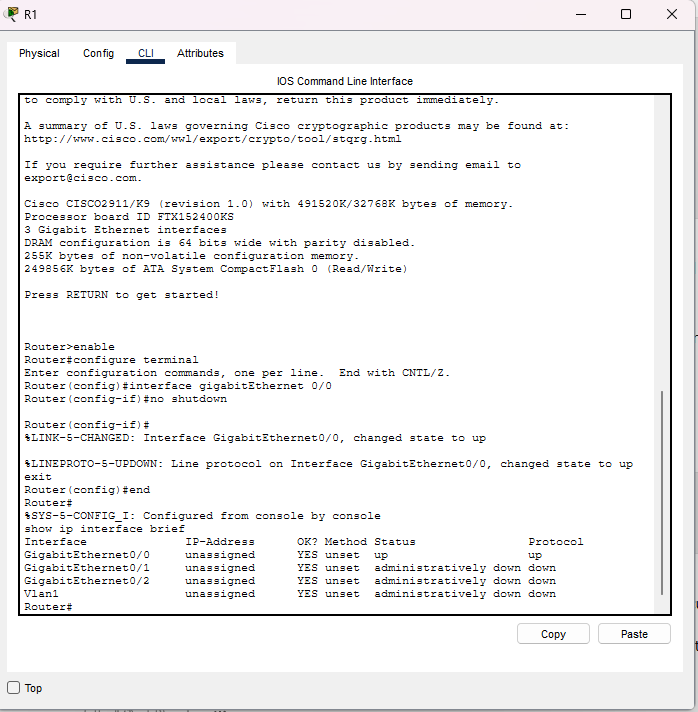 R1
Physical Config CLI Attributes
IOS Command Line Interface
to comply with U.S. and local laws, return this product immediately.
A summary of U.S. laws governing Cisco cryptographic products may be found at:
http://www.cisco.com/wwl/export/crypto/tool/stqrg.html
If you require further assistance please contact us by sending email to
export@cisco.com.
Cisco CISCO2911/K9 (revision 1.0) with 491520K/32768K bytes of memory.
Processor board ID FTX152400KS
3 Gigabit Ethernet interfaces
DRAM configuration is 64 bits wide with parity disabled.
255K bytes of non-volatile configuration memory.
249856K bytes of ATA System CompactFlash 0 (Read/Write)
Press RETURN to get started!
Router>enable
Router#configure terminal
Enter configuration commands, one per line.  End with CNTL/Z.
Router(config)#interface gigabitEthernet 0/0
Router(config-if)#no shutdown
Router(config-if)#
%LINK-5-CHANGED: Interface GigabitEthernet0/0, changed state to up
%LINEPROTO-5-UPDOWN: Line protocol on Interface GigabitEthernet0/0, changed state to up
exit
Router(config)#end
Router#
%SYS-5-CONFIG_I: Configured from console by console
show ip interface brief
Interface IP-Address OK? Method Status Protocol
GigabitEthernet0/0 unassigned YES unset up up
GigabitEthernet0/1 unassigned YES unset administratively down down
GigabitEthernet0/2 unassigned YES unset administratively down down
Vlan1 unassigned YES unset administratively down down
Router#
Copy Paste
Top